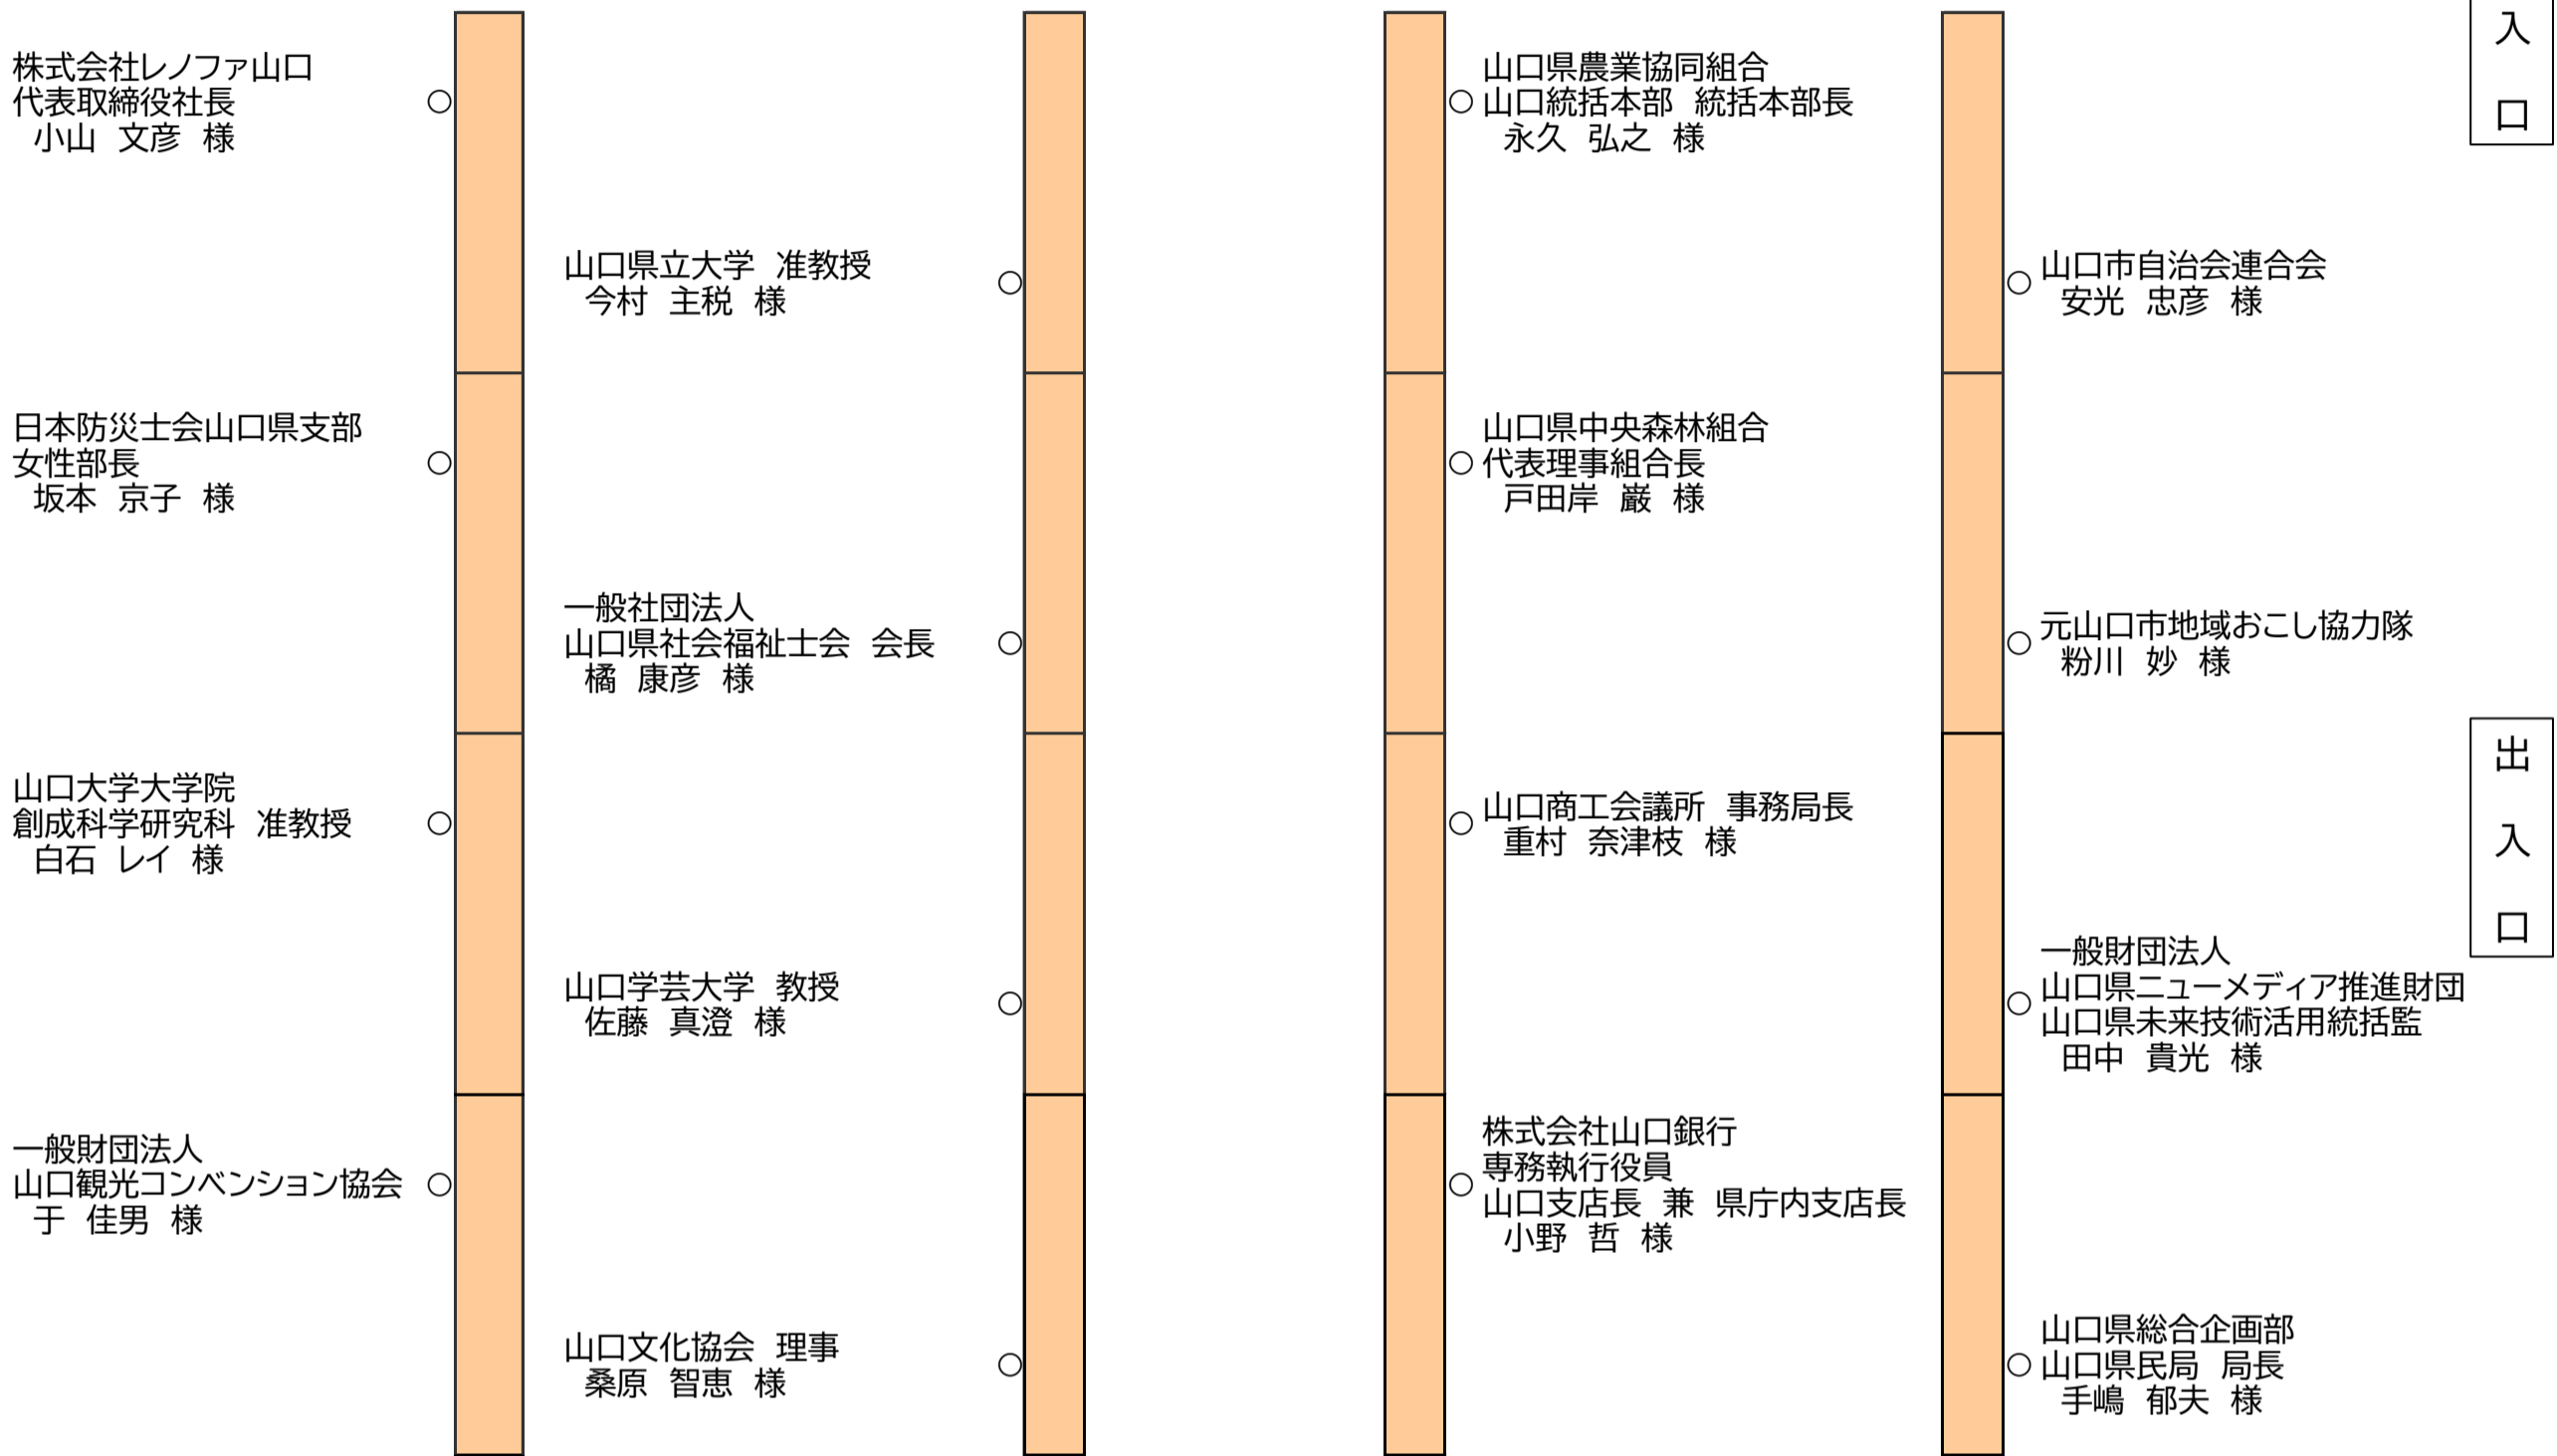 株式会社レノファ山口
代表取締役社長
小山 文彦 様
日本防災士会山口県支部
女性部長
坂本 京子 様
山口大学大学院
創成科学研究科 准教授
白石 レイ 様
一般財団法人
山口観光コンベンション協会
于 佳男 様
山口県立大学 准教授
今村 主税 様
一般社団法人
山口県社会福祉士会 会長
橘 康彦 様
山口学芸大学 教授
佐藤 真澄 様
山口文化協会 理事
桑原 智恵 様
山口県農業協同組合
山口統括本部 統括本部長
永久 弘之 様
山口県中央森林組合
代表理事組合長
戸田岸 巌 様
山口商工会議所 事務局長
重村 奈津枝 様
株式会社山口銀行
専務執行役員
山口支店長 兼 県庁内支店長
小野 哲 様
山口市自治会連合会
安光 忠彦 様
元山口市地域おこし協力隊
粉川 妙 様
一般財団法人
山口県ニューメディア推進財団
山口県未来技術活用統括監
田中 貴光 様
山口県総合企画部
山口県民局 局長
手嶋 郁夫 様
入口
出入口